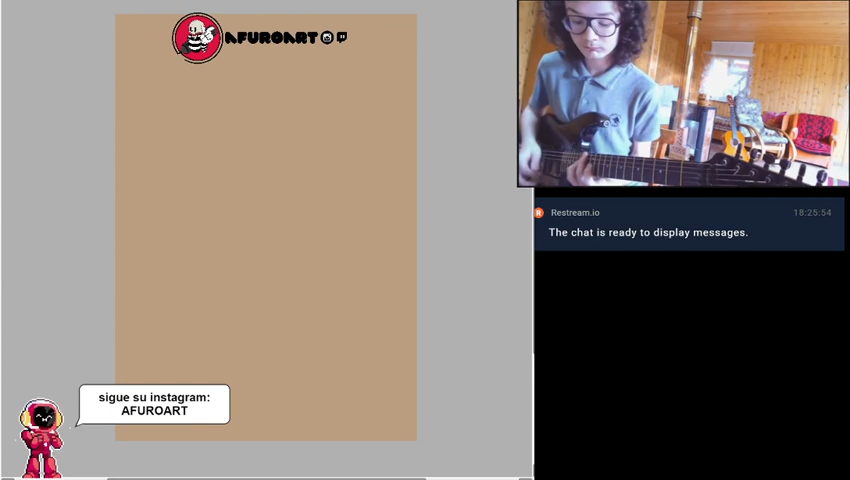 AFUROART
Restream.io 18:25:54
The chat is ready to display messages.
sigue su instagram:
AFUROART